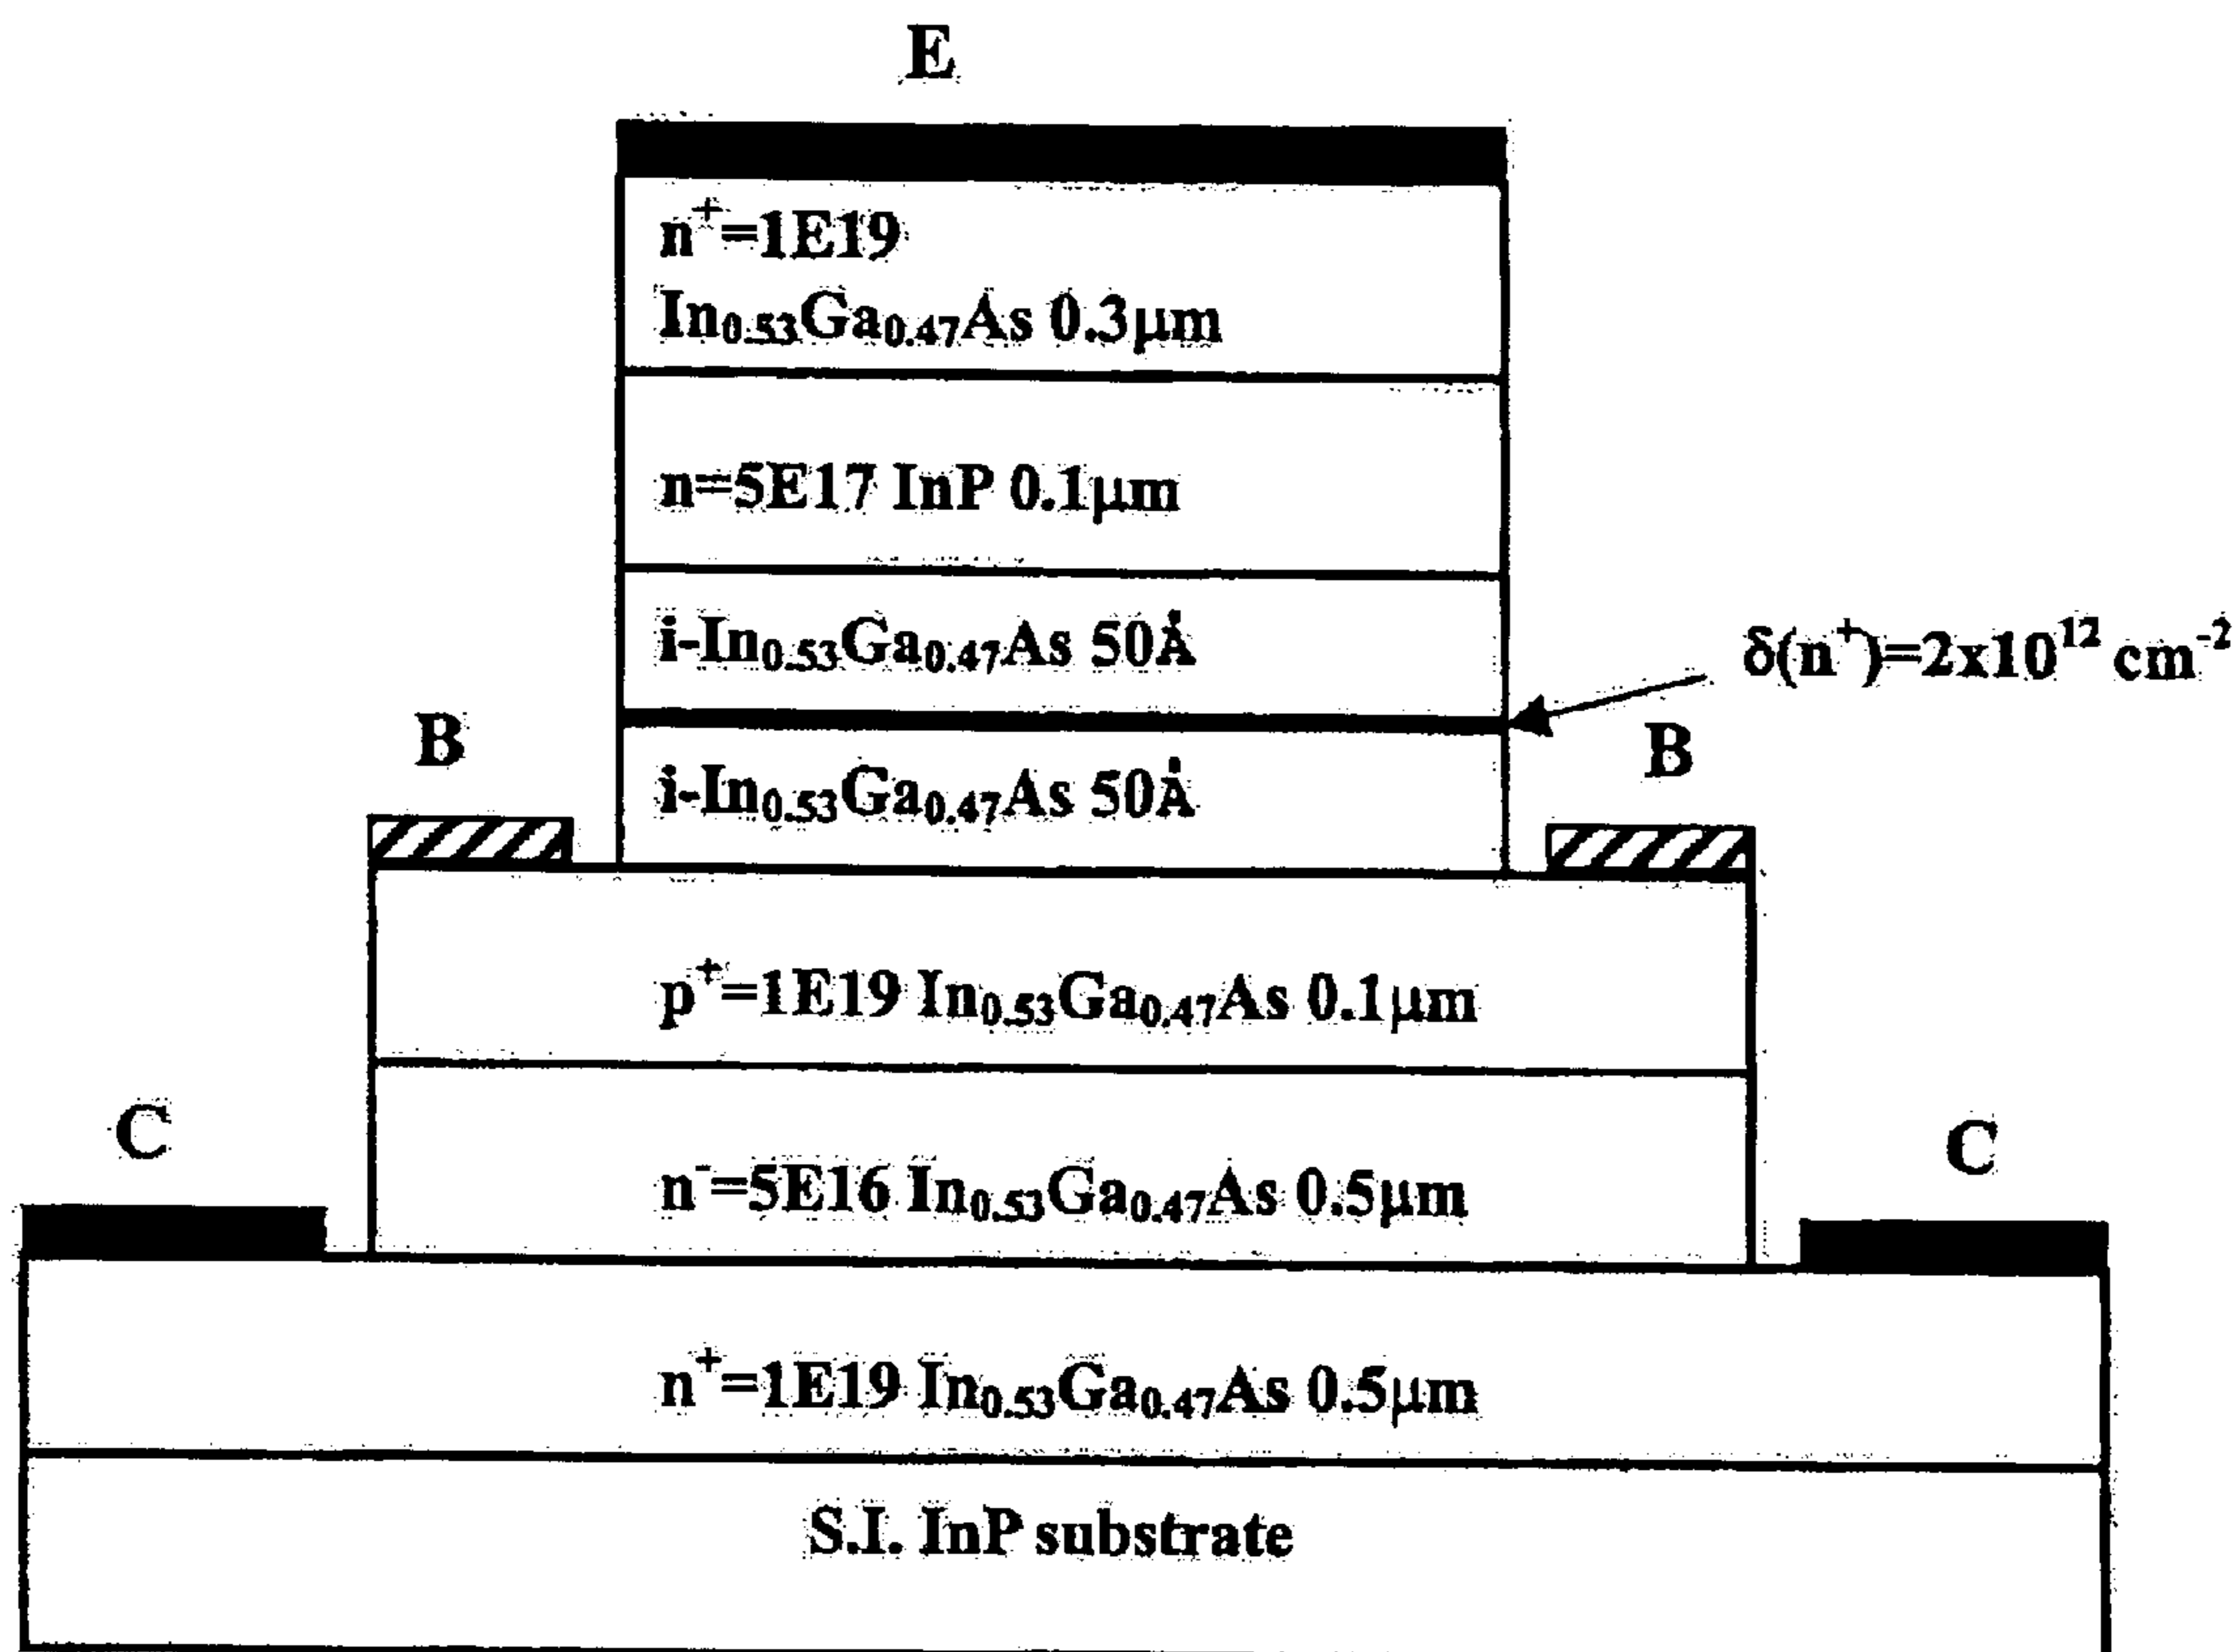 E
n⁺=1E19
In₀.₅₃Ga₀.₄₇As 0.3μm
n=5E17 InP 0.1μm
i-In₀.₅₃Ga₀.₄₇As 50Å
δ(n⁺)=2x10¹² cm⁻²
B
B
i-In₀.₅₃Ga₀.₄₇As 50Å
p⁺=1E19 In₀.₅₃Ga₀.₄₇As 0.1μm
C
C
n⁻=5E16 In₀.₅₃Ga₀.₄₇As 0.5μm
n⁺=1E19 In₀.₅₃Ga₀.₄₇As 0.5μm
S.I. InP substrate